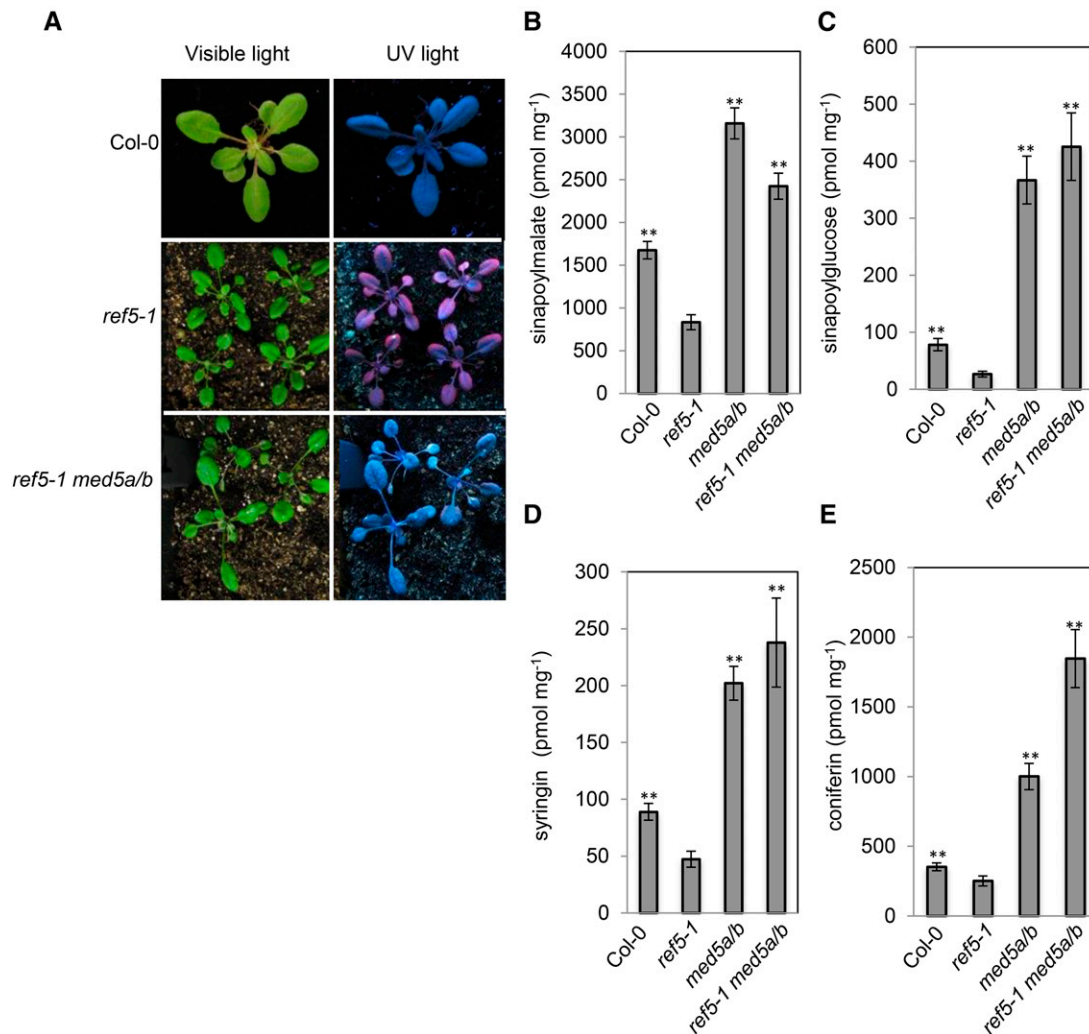 A
Visible light UV light
Col-0
ref5-1
ref5-1 med5a/b
B
sinapoylmalate (pmol mg-1)
4000
3500
3000
2500
2000
1500
1000
500
0
**
**
**
Col-0
ref5-1
med5a/b
ref5-1 med5a/b
C
sinapoylglucose (pmol mg-1)
600
500
400
300
200
100
0
**
**
**
Col-0
ref5-1
med5a/b
ref5-1 med5a/b
D
syringin (pmol mg-1)
300
250
200
150
100
50
0
**
**
**
Col-0
ref5-1
med5a/b
ref5-1 med5a/b
E
coniferin (pmol mg-1)
2500
2000
1500
1000
500
0
**
**
**
Col-0
ref5-1
med5a/b
ref5-1 med5a/b